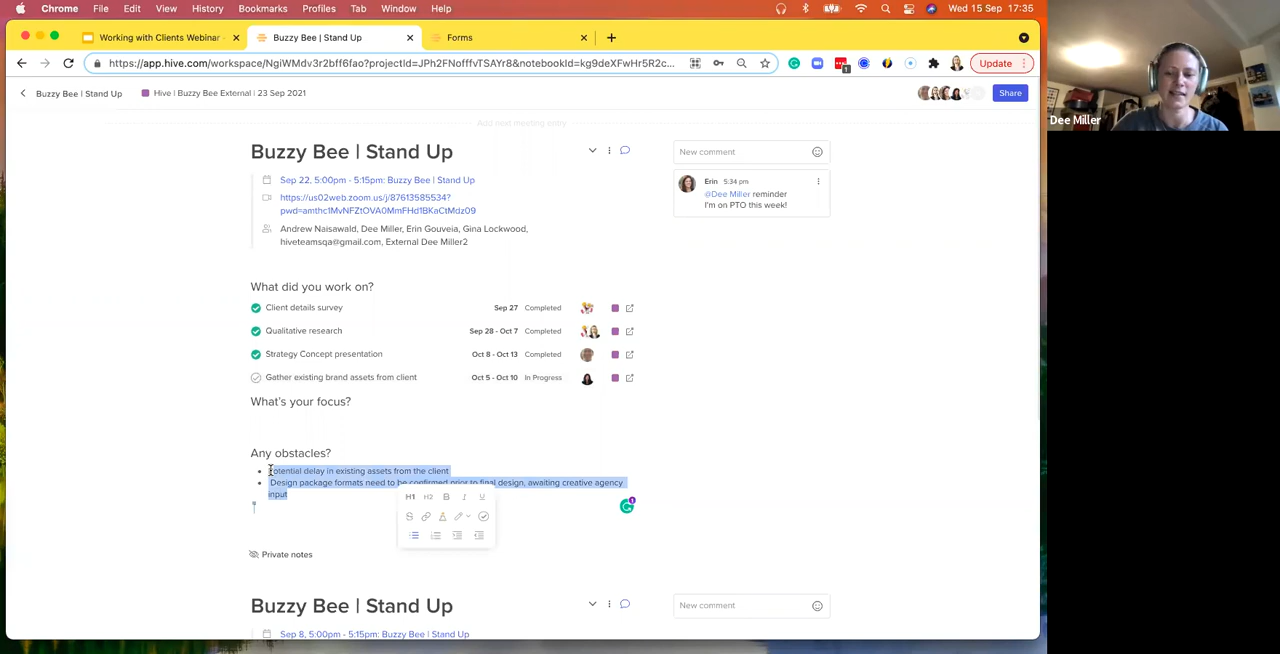 Chrome File Edit View History Bookmarks Profiles Tab Window Help Wed 15 Sep 17:35
Working with Clients Webinar - Buzzy Bee | Stand Up Forms
https://app.hive.com/workspace/NgiWMdv3r2bff6fao?projectId=JPh2FNofffvTSAYr8&notebookId=kg9deXFwHr5R2c... 1 Update
Buzzy Bee | Stand Up Hive | Buzzy Bee External | 23 Sep 2021 Share
Add next meeting entry
Buzzy Bee | Stand Up
Sep 22, 5:00pm - 5:15pm: Buzzy Bee | Stand Up
https://us02web.zoom.us/j/87613585534?
pwd=amthc1MvNFZtOVA0MmFHd1BKaCtMdz09
Andrew Naisawald, Dee Miller, Erin Gouveia, Gina Lockwood,
hiveteamsqa@gmail.com, External Dee Miller2
New comment
Erin 5:34 pm
@Dee Miller reminder
I'm on PTO this week!
What did you work on?
Client details survey Sep 27 Completed
Qualitative research Sep 28 - Oct 7 Completed
Strategy Concept presentation Oct 8 - Oct 13 Completed
Gather existing brand assets from client Oct 5 - Oct 10 In Progress
What's your focus?
Any obstacles?
Potential delay in existing assets from the client
Design package formats need to be confirmed prior to final design, awaiting creative agency
input
H1 H2 B I U
S
1
Private notes
Buzzy Bee | Stand Up
Sep 8, 5:00pm - 5:15pm: Buzzy Bee | Stand Up
New comment
Dee Miller